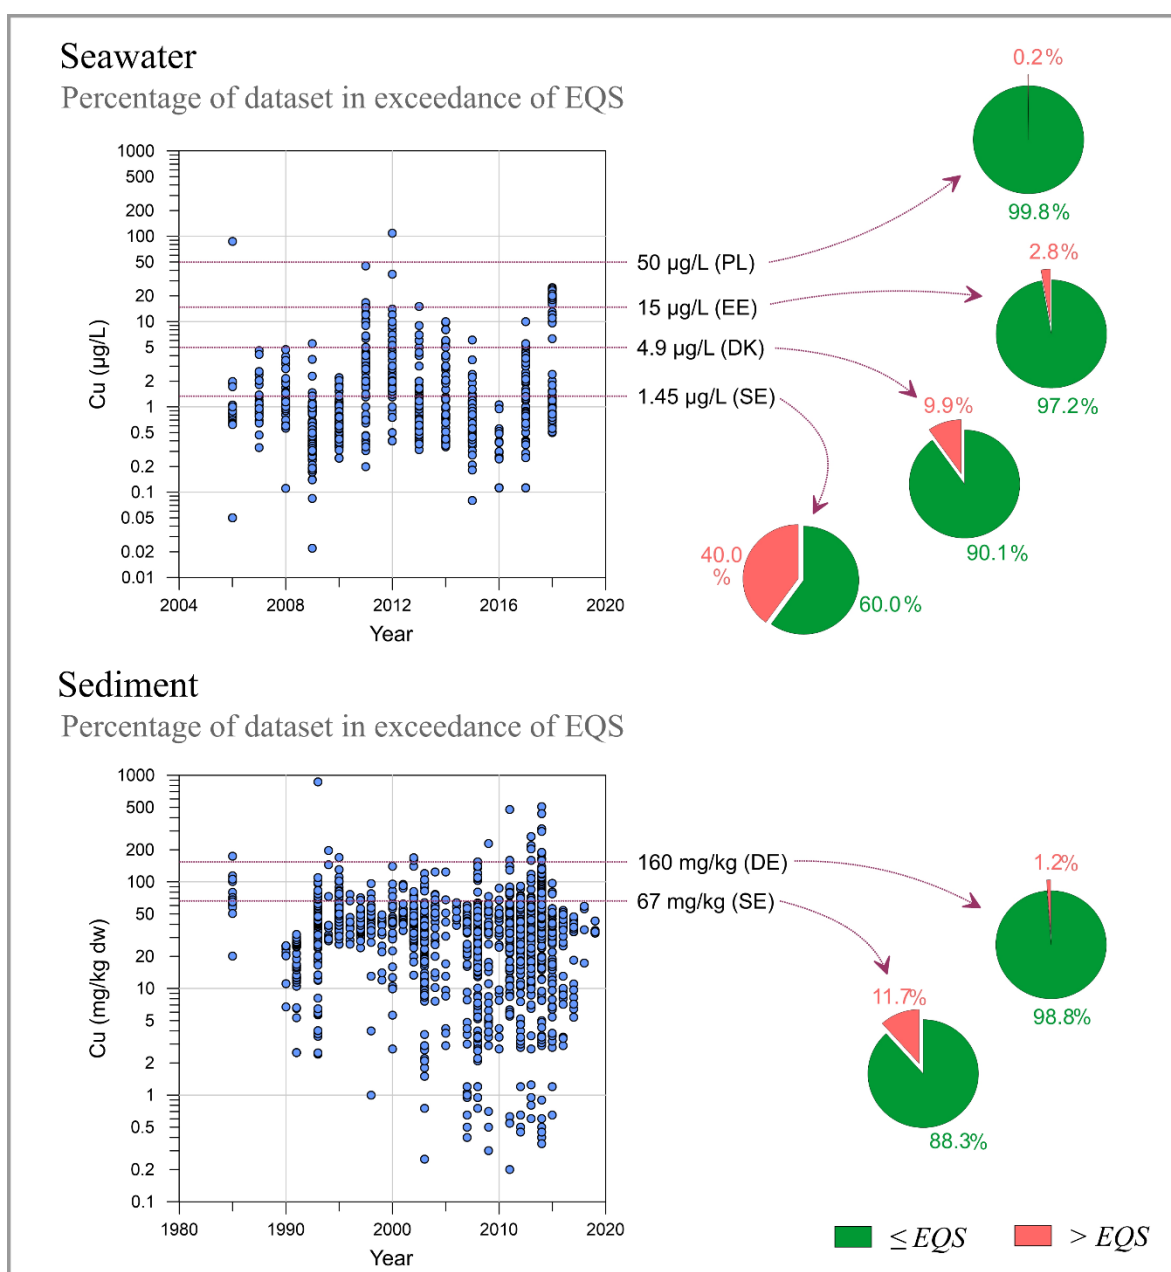 Seawater
Percentage of dataset in exceedance of EQS
1000
500
200
100
50
20
10
5
2
1
0.5
0.2
0.1
0.05
0.02
0.01
Cu (µg/L)
2004 2008 2012 2016 2020
Year
50 µg/L (PL)
15 µg/L (EE)
4.9 µg/L (DK)
1.45 µg/L (SE)
0.2%
99.8%
2.8%
97.2%
9.9%
90.1%
40.0
%
60.0%
Sediment
Percentage of dataset in exceedance of EQS
1000
500
200
100
50
20
10
5
2
1
0.5
0.2
0.1
Cu (mg/kg dw)
1980 1990 2000 2010 2020
Year
160 mg/kg (DE)
67 mg/kg (SE)
1.2%
98.8%
11.7%
88.3%
≤ EQS > EQS